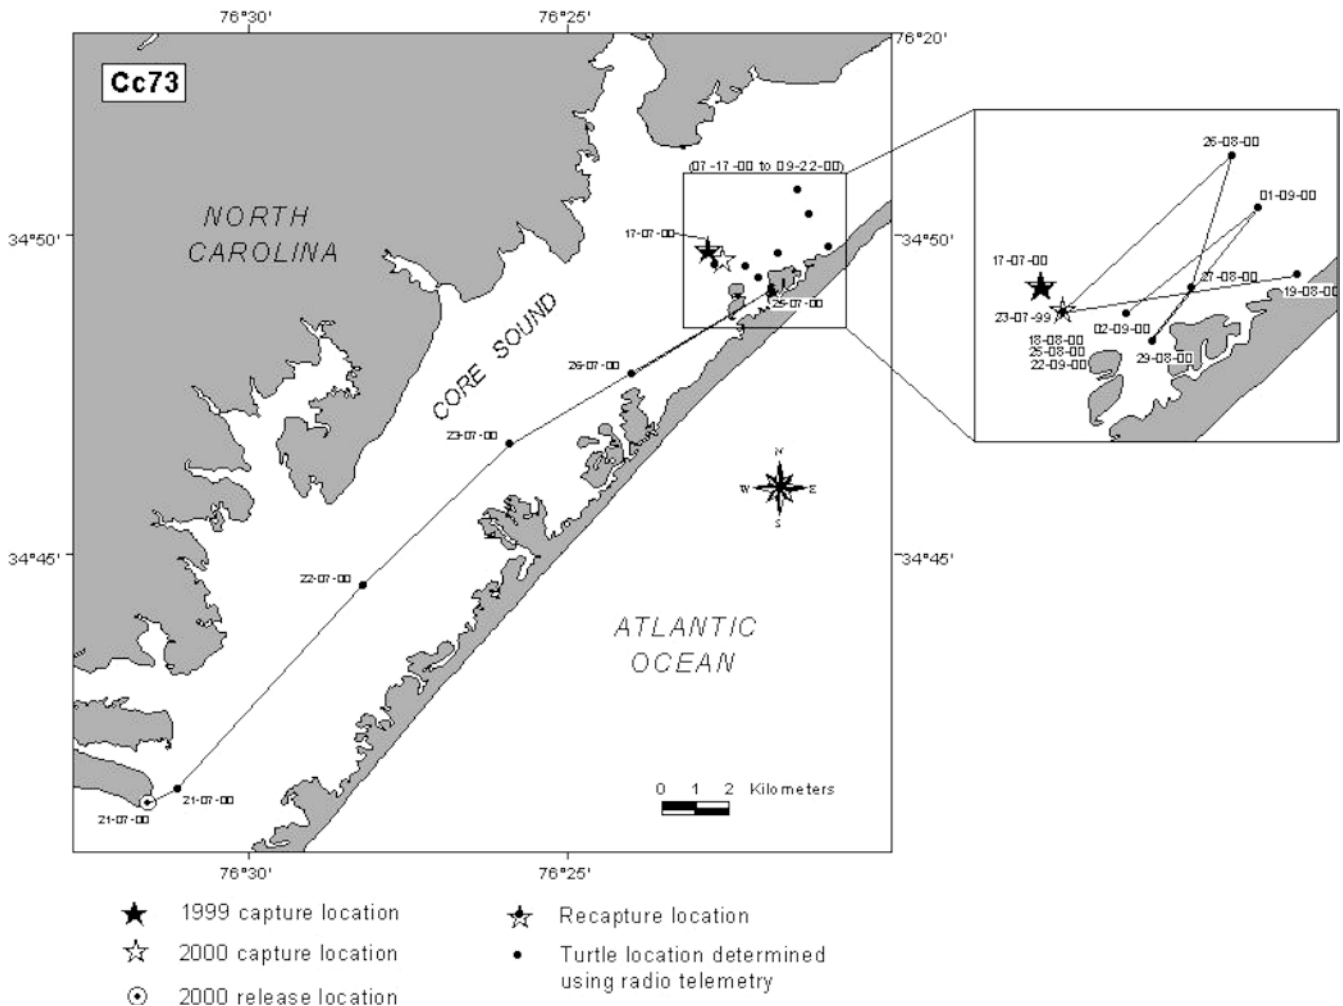 76°30'
76°25'
76°20'
Cc73
(07-17-00 to 09-22-00)
NORTH
CAROLINA
34°50'
17-07-00
34°50'
25-07-00
CORE SOUND
26-07-00
23-07-00
N
W
E
S
34°45'
34°45'
22-07-00
ATLANTIC
OCEAN
0 1 2 Kilometers
21-07-00
21-07-00
76°30'
76°25'
26-08-00
01-09-00
17-07-00
27-08-00
19-08-00
23-07-99
02-09-00
18-08-00
25-08-00
22-09-00
29-08-00
1999 capture location
2000 capture location
2000 release location
Recapture location
Turtle location determined
using radio telemetry